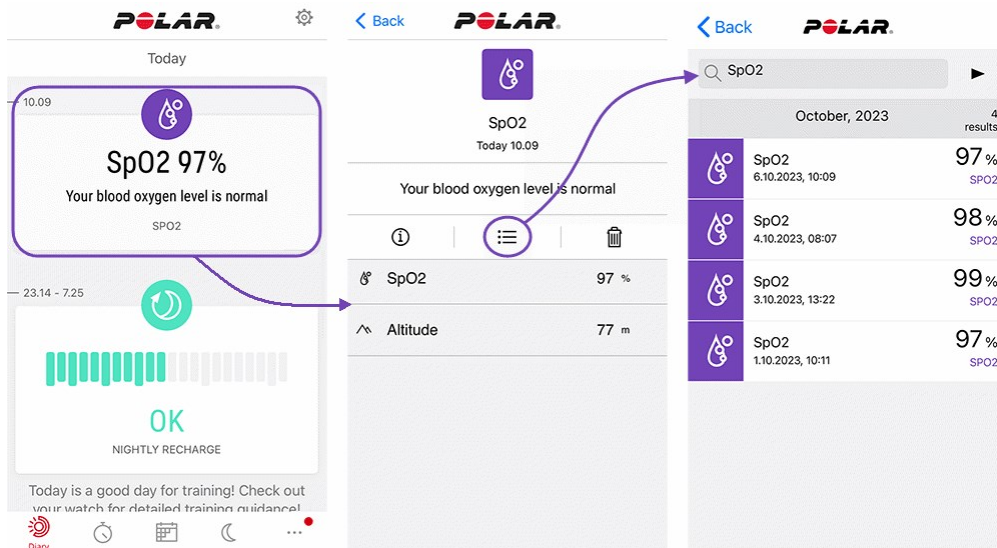 POLAR.
Today
10.09
SpO2 97%
Your blood oxygen level is normal
SPO2
23.14 - 7.25
OK
NIGHTLY RECHARGE
Today is a good day for training! Check out
your watch for detailed training guidance!
Diary
Back
POLAR.
SpO2
Today 10.09
Your blood oxygen level is normal
SpO2 97 %
Altitude 77 m
Back
POLAR.
SpO2
October, 2023
4
results
SpO2
6.10.2023, 10:09
97 %
SPO2
SpO2
4.10.2023, 08:07
98 %
SPO2
SpO2
3.10.2023, 13:22
99 %
SPO2
SpO2
1.10.2023, 10:11
97 %
SPO2